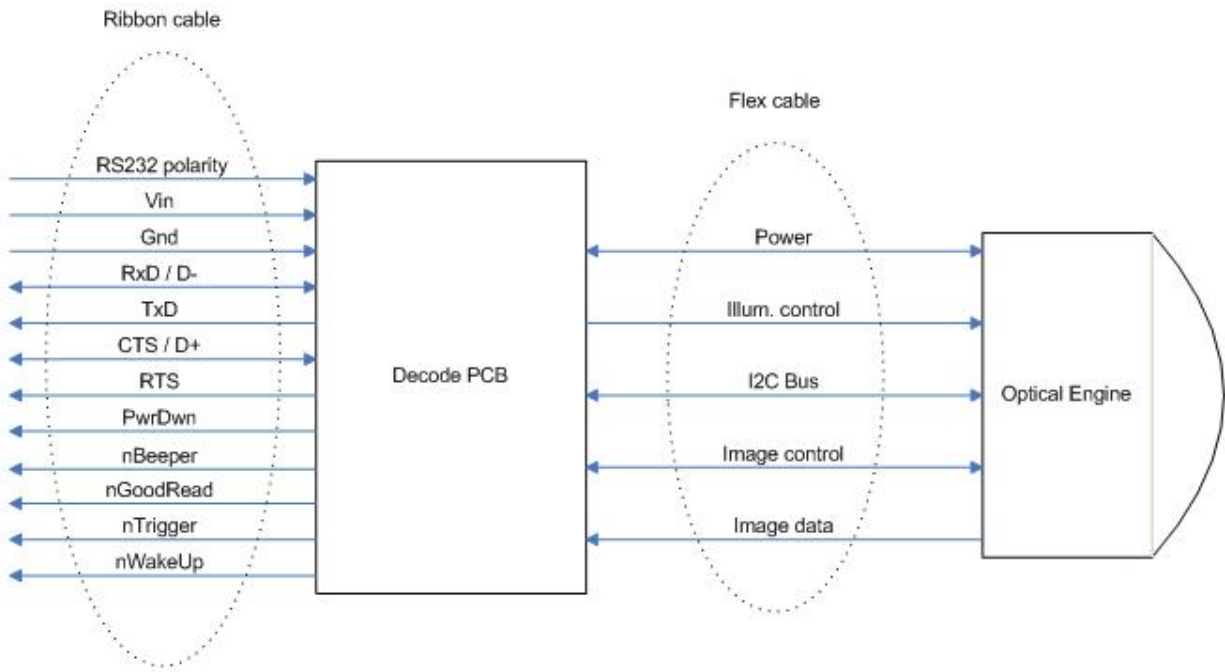 Ribbon cable
Flex cable
RS232 polarity
Vin
Gnd
RxD / D-
TxD
CTS / D+
RTS
PwrDwn
nBeeper
nGoodRead
nTrigger
nWakeUp
Decode PCB
Power
Illum. control
I2C Bus
Image control
Image data
Optical Engine